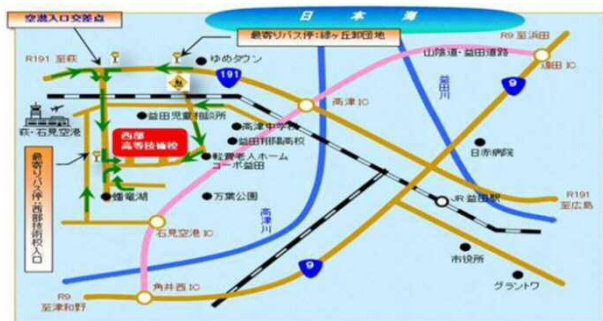 日本海
空港入口交差点
最寄りバス停:緑ヶ丘卸団地
R9至浜田
R191 至萩
ゆめタウン
191
山陰道・益田道路
遠田IC
益田川
9
高津IC
萩・石見空港
益田児童相談所
高津中学校
西部
高等技術校
益田翔陽高校
日赤病院
軽費老人ホーム
コーポ益田
R191
至広島
最寄りバス停:西部技術校入口
蟠竜湖
万葉公園
JR益田駅
高津川
石見空港IC
市役所
9
グラントワ
R9
至津和野
角井西IC